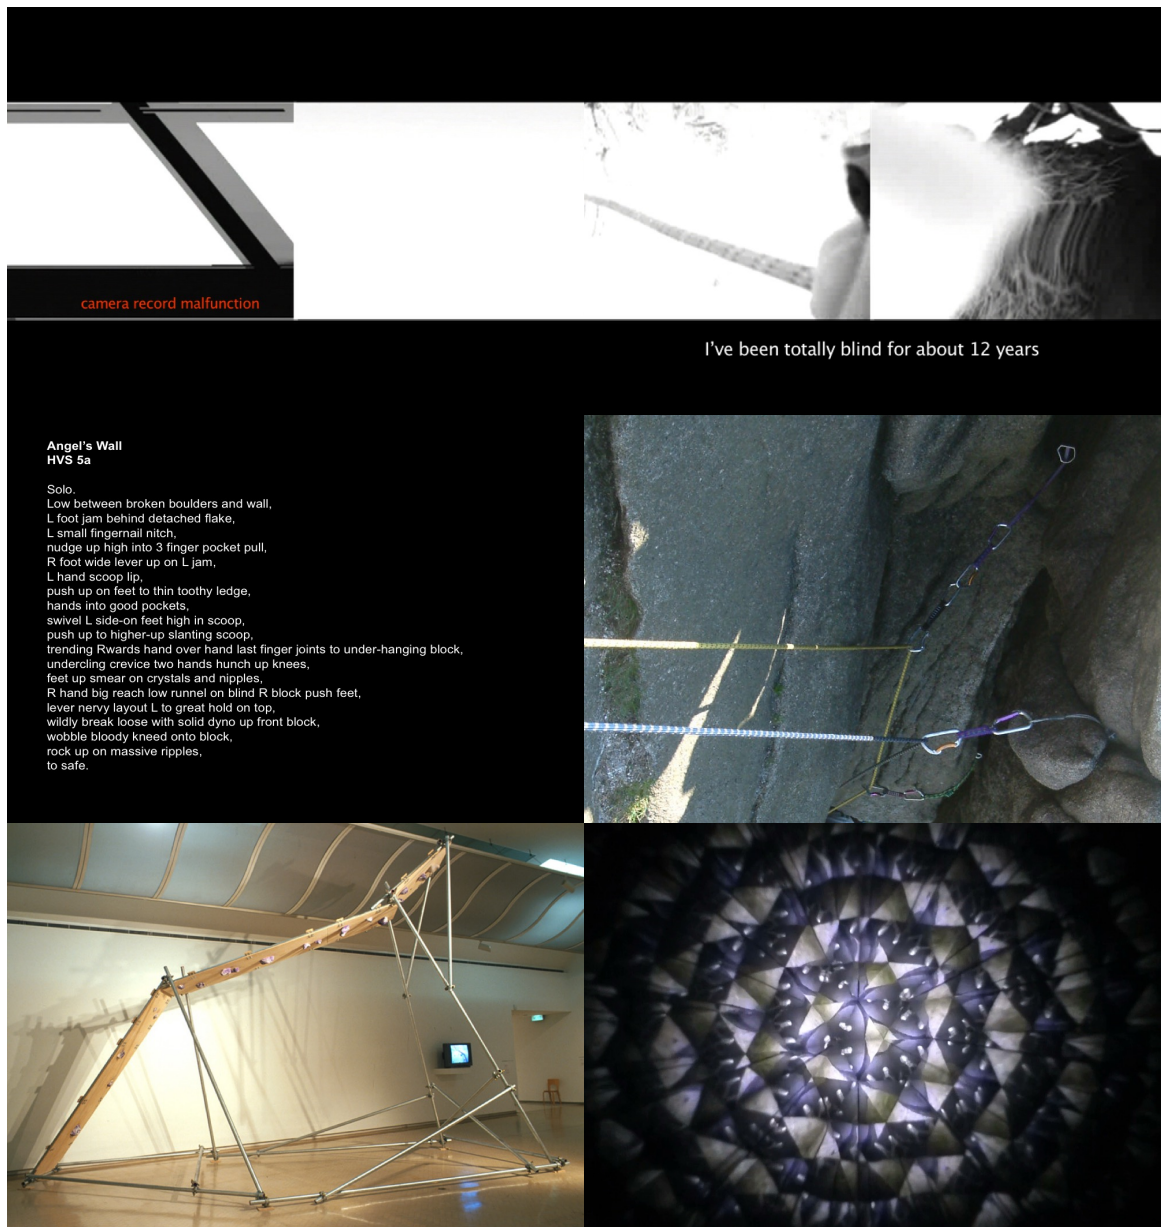 camera record malfunction
I've been totally blind for about 12 years
Angel's Wall
HVS 5a
Solo.
Low between broken boulders and wall,
L foot jam behind detached flake,
L small fingernail nitch,
nudge up high into 3 finger pocket pull,
R foot wide lever up on L jam,
L hand scoop lip,
push up on feet to thin toothy ledge,
hands into good pockets,
swivel L side-on feet high in scoop,
push up to higher-up slanting scoop,
trending Rwards hand over hand last finger joints to under-hanging block,
undercling crevice two hands hunch up knees,
feet up smear on crystals and nipples,
R hand big reach low runnel on blind R block push feet,
lever nervy layout L to great hold on top,
wildly break loose with solid dyno up front block,
wobble bloody kneed onto block,
rock up on massive ripples,
to safe.